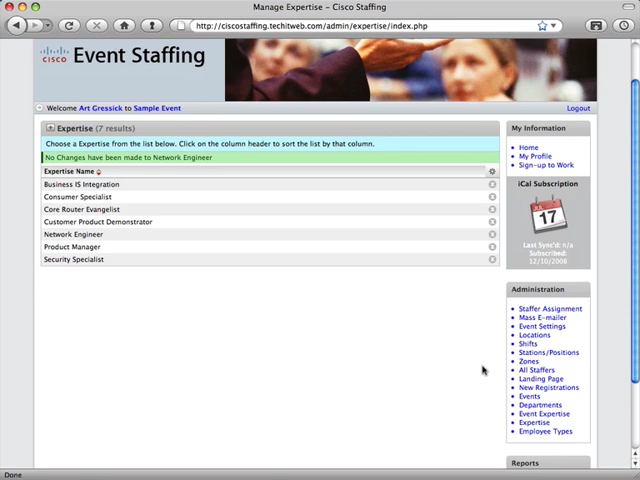 Manage Expertise - Cisco Staffing
http://ciscostaffing.techitweb.com/admin/expertise/index.php
CISCO Event Staffing
Welcome Art Gressick to Sample Event
Logout
Expertise (7 results)
Choose a Expertise from the list below. Click on the column header to sort the list by that column.
No Changes have been made to Network Engineer
Expertise Name
Business IS Integration
Consumer Specialist
Core Router Evangelist
Customer Product Demonstrator
Network Engineer
Product Manager
Security Specialist
My Information
Home
My Profile
Sign-up to Work
iCal Subscription
17
Last Sync'd: n/a
Subscribed:
12/10/2008
Administration
Staffer Assignment
Mass E-mailer
Event Settings
Locations
Shifts
Stations/Positions
Zones
All Staffers
Landing Page
New Registrations
Events
Departments
Event Expertise
Expertise
Employee Types
Reports
Done